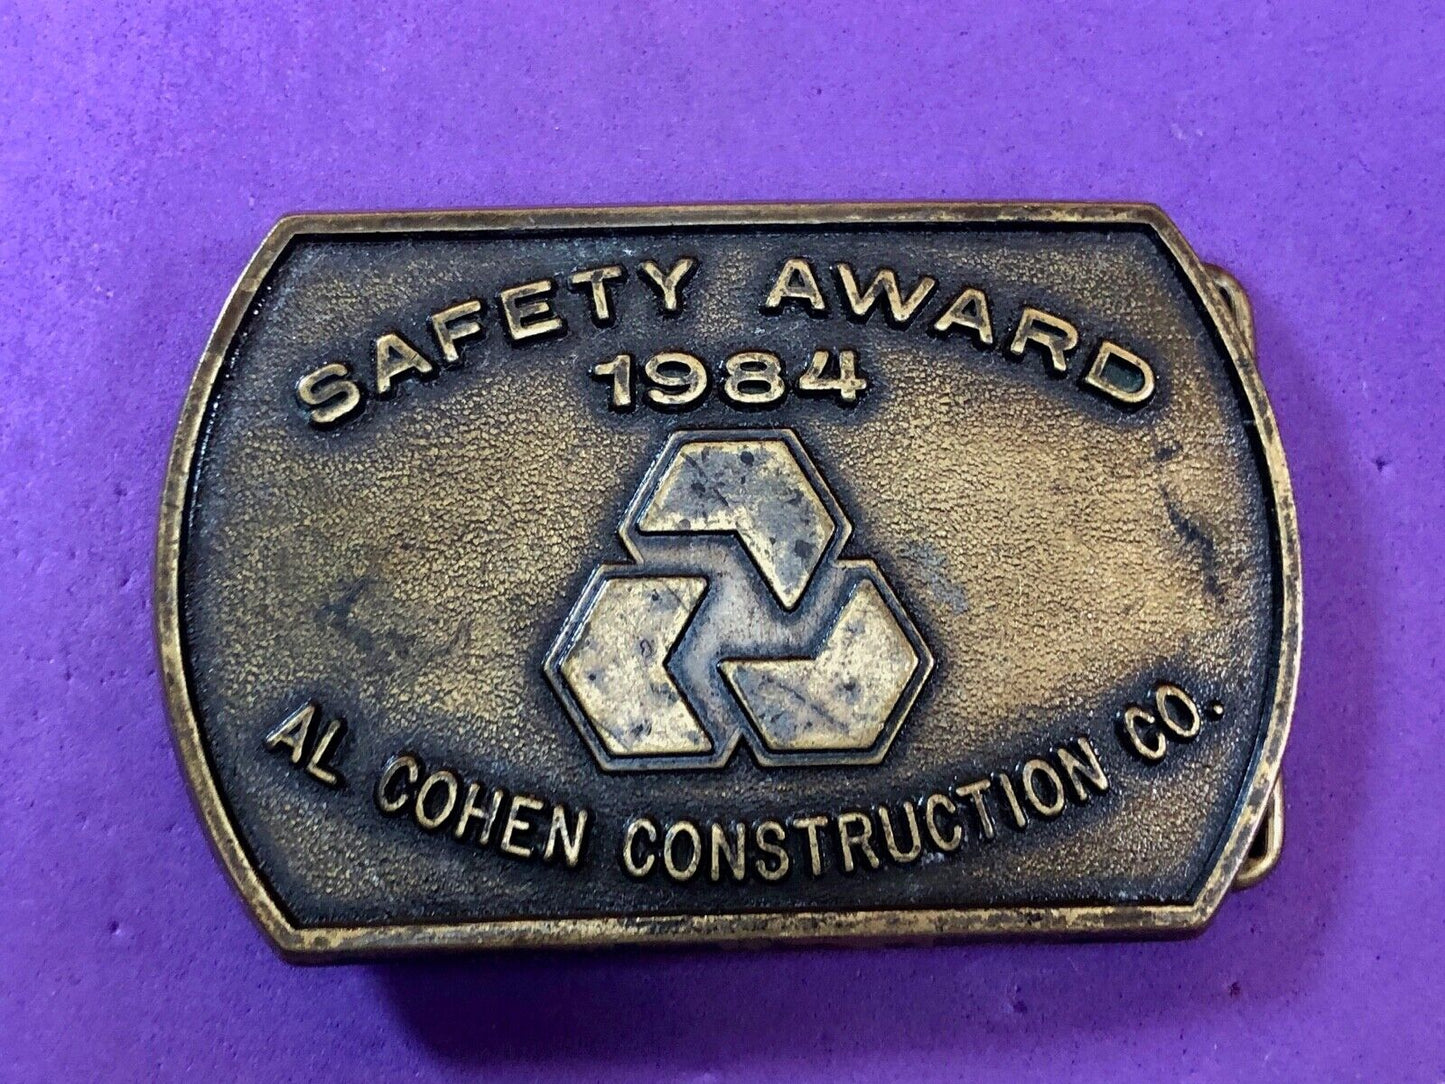 SAFETY AWARD
1984
AL COHEN CONSTRUCTION CO.